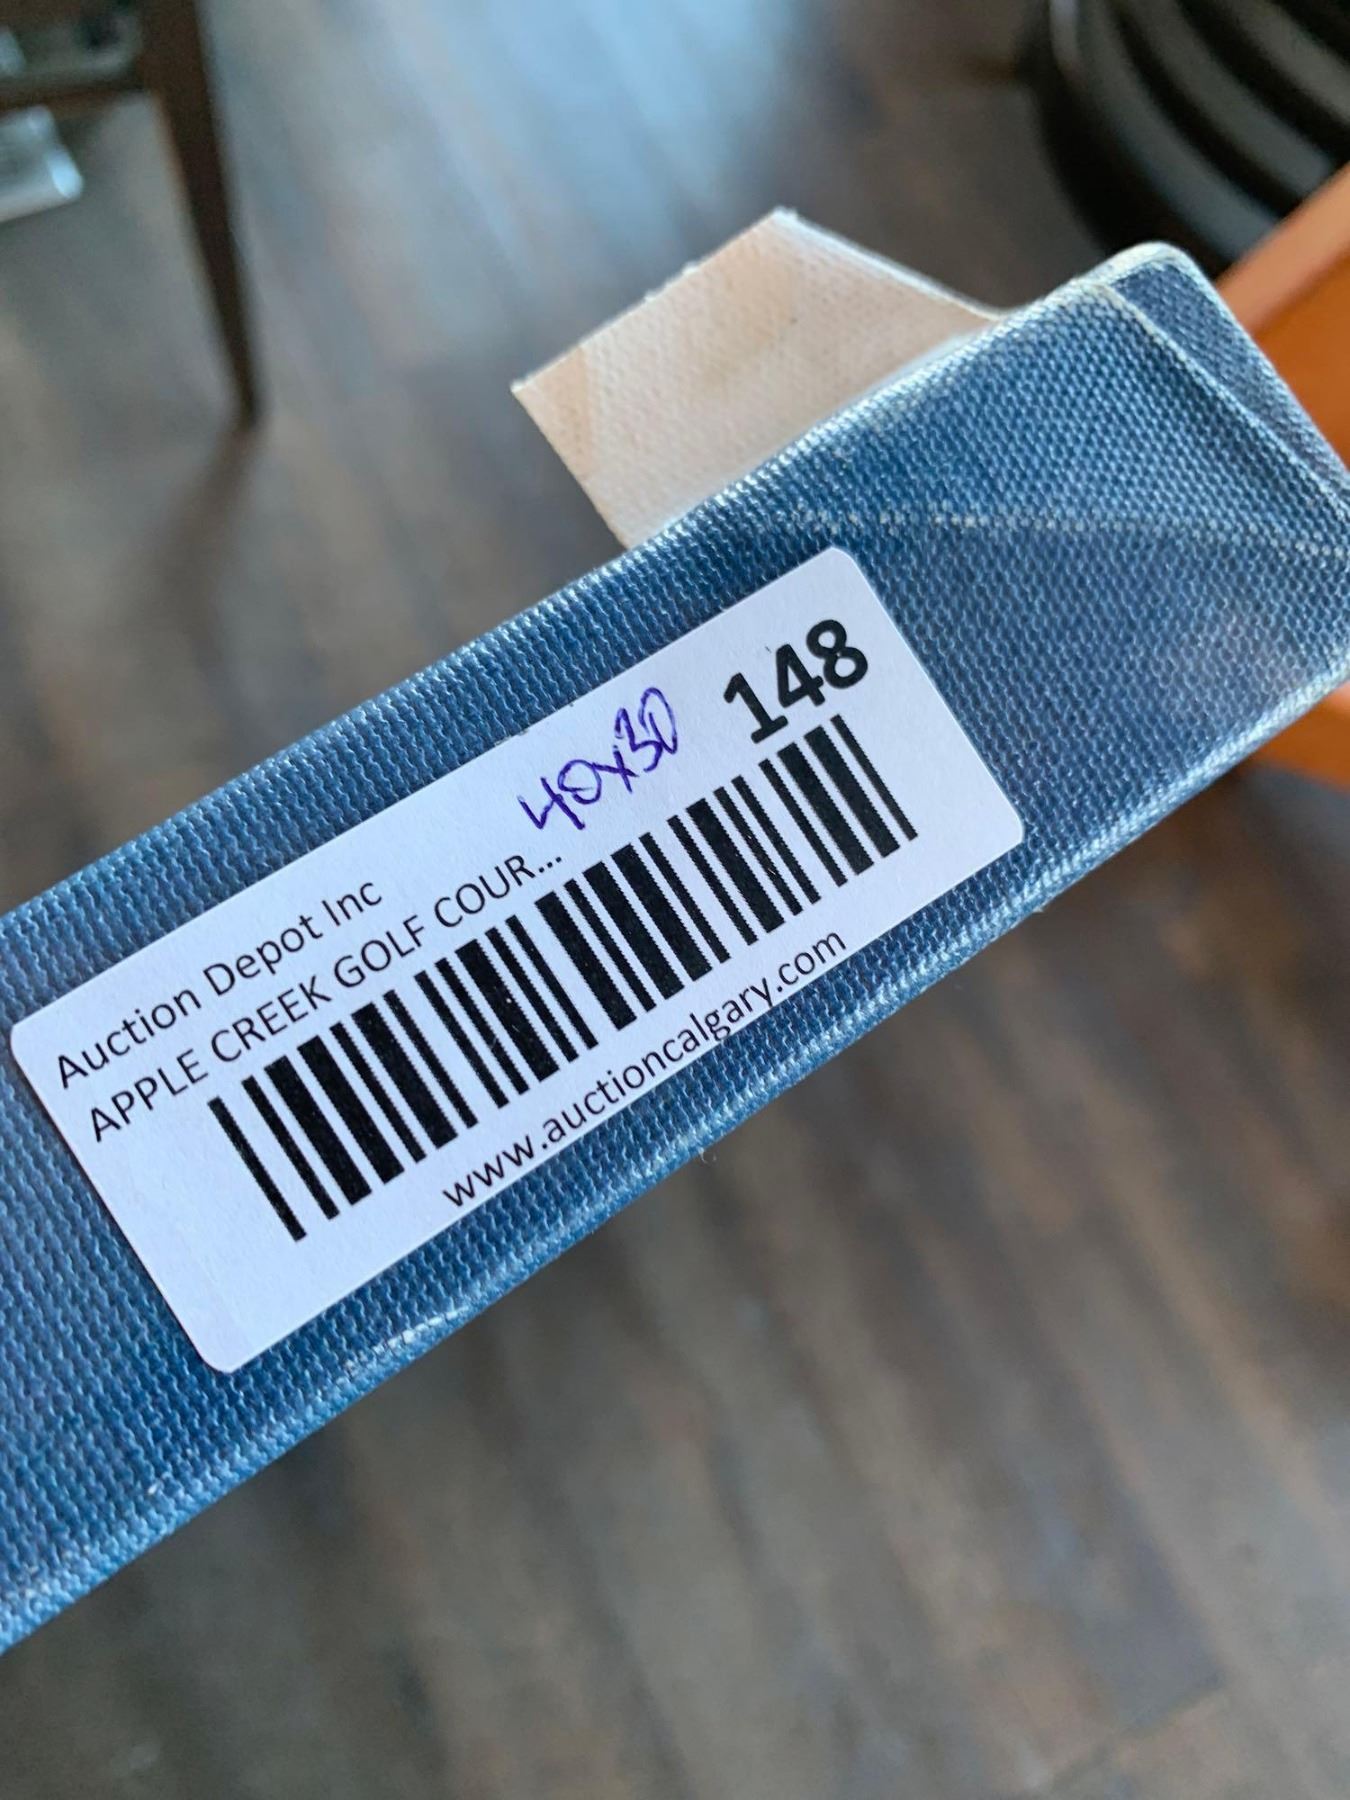 40x30 148
Auction Depot Inc
APPLE CREEK GOLF COUR...
www.auctioncalgary.com